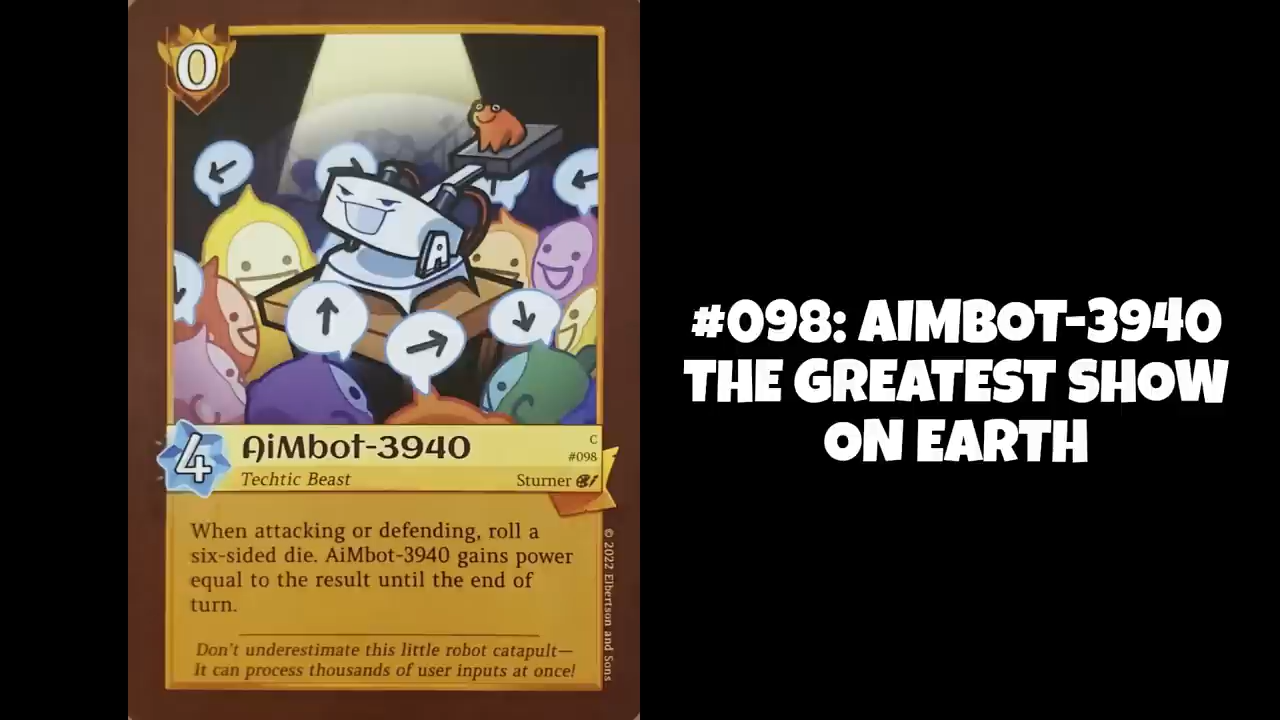 0
A
4
AiMbot-3940
C
#098
Techtic Beast
Sturner
When attacking or defending, roll a
six-sided die. AiMbot-3940 gains power
equal to the result until the end of
turn.
Don't underestimate this little robot catapult—
It can process thousands of user inputs at once!
© 2022 Elbertson and Sons
#098: AIMBOT-3940
THE GREATEST SHOW
ON EARTH